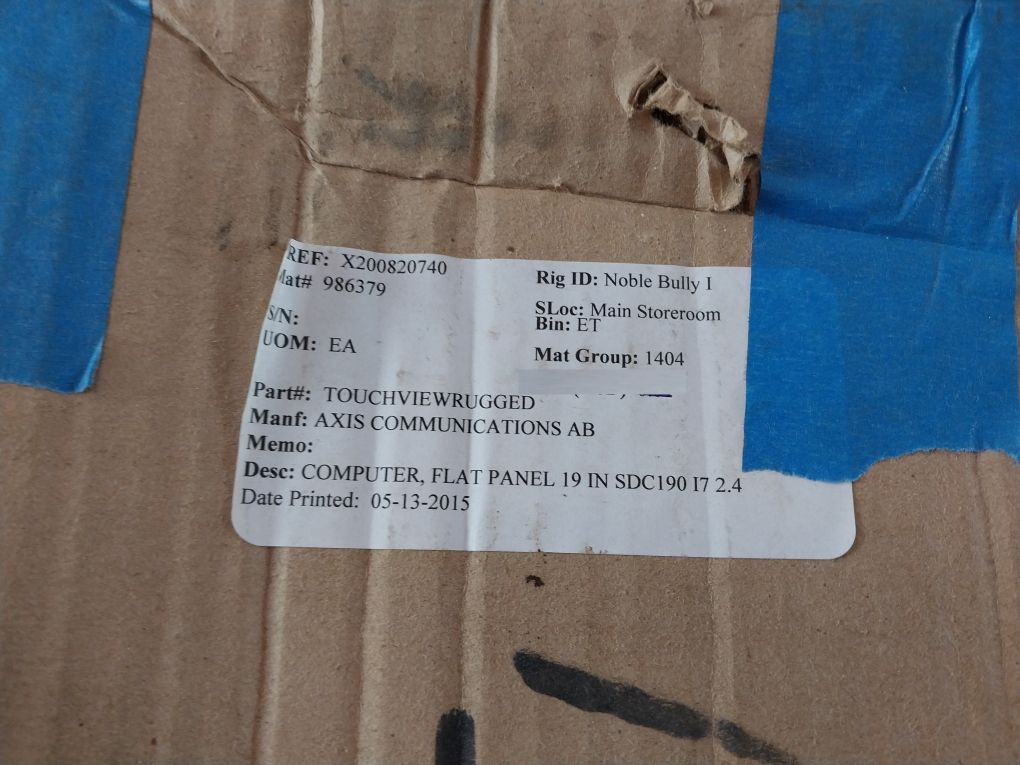 REF: X200820740
Mat# 986379
S/N:
UOM: EA
Rig ID: Noble Bully I
SLoc: Main Storeroom
Bin: ET
Mat Group: 1404
Part#: TOUCHVIEWRUGGED
Manf: AXIS COMMUNICATIONS AB
Memo:
Desc: COMPUTER, FLAT PANEL 19 IN SDC190 I7 2.4
Date Printed: 05-13-2015